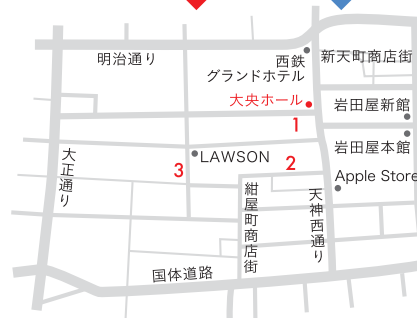 明治通り
西鉄
グランドホテル
新天町商店街
大央ホール
岩田屋新館
1
岩田屋本館
LAWSON
2
3
Apple Store
大正通り
紺屋町商店街
天神西通り
国体道路